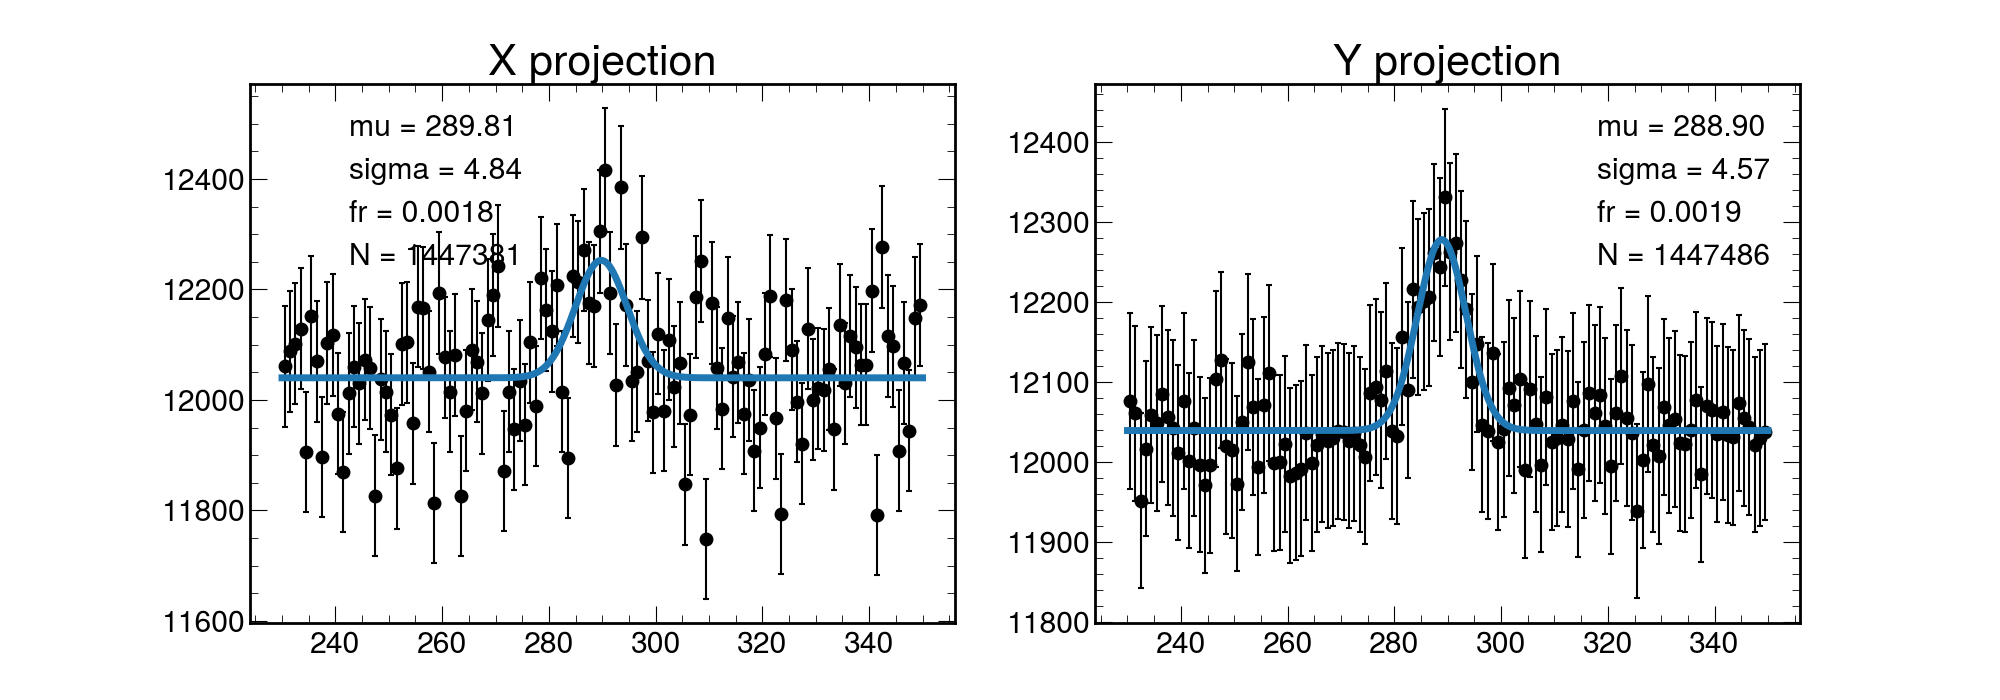 X projection
mu = 289.81
sigma = 4.84
fr = 0.0018
N = 1447381
12400
12200
12000
11800
11600
240 260 280 300 320 340
Y projection
mu = 288.90
sigma = 4.57
fr = 0.0019
N = 1447486
12400
12300
12200
12100
12000
11900
11800
240 260 280 300 320 340